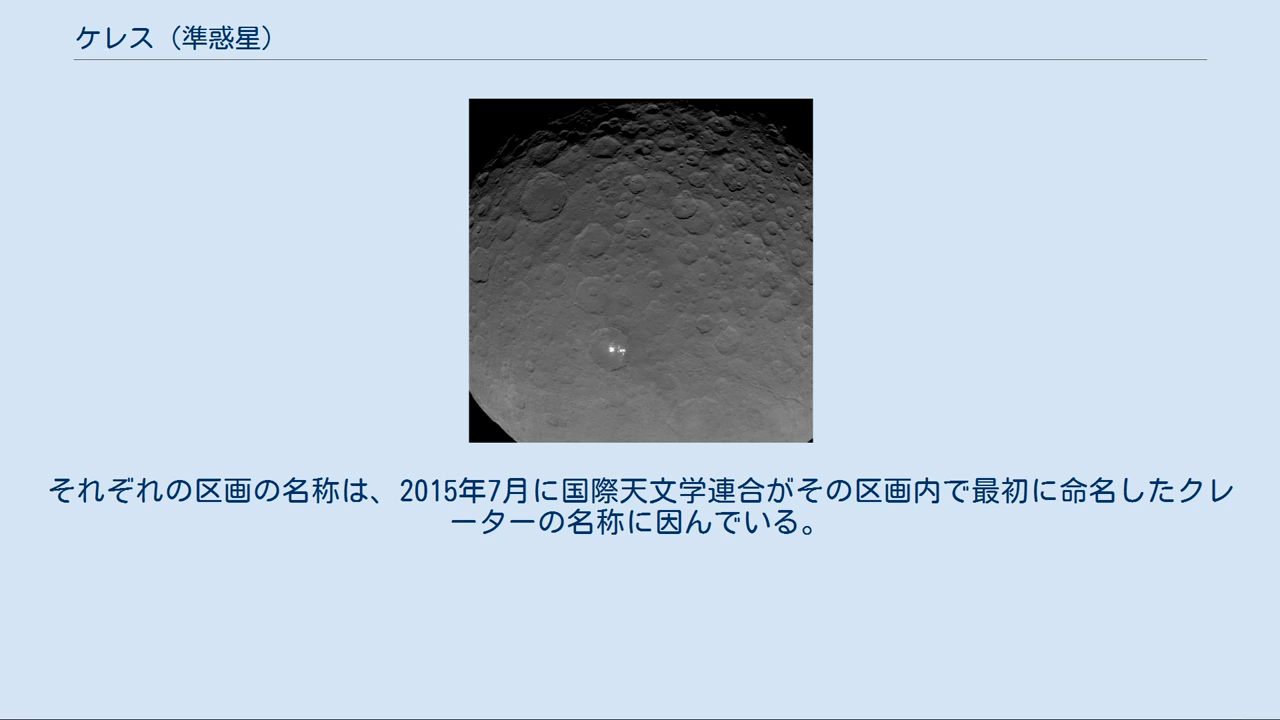 ケレス（準惑星）
それぞれの区画の名称は、2015年7月に国際天文学連合がその区画内で最初に命名したクレ
ーターの名称に因んでいる。